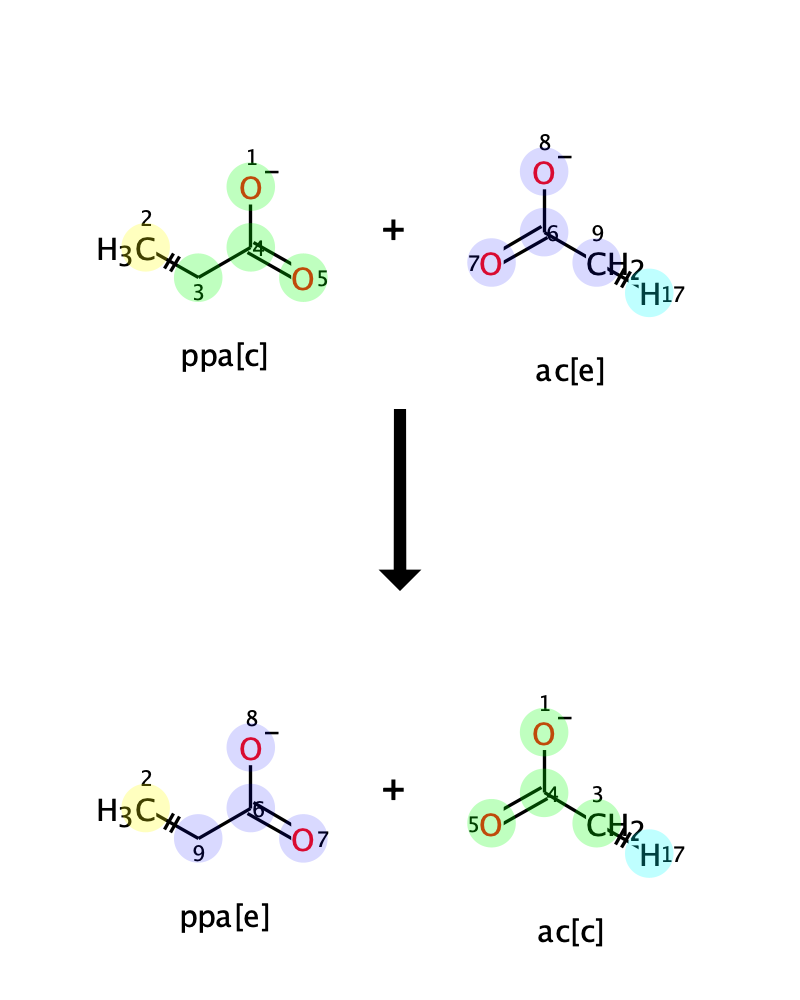 1 8
O− O−
2 4 + 6 9
H3C O5 7O CH2
3 H17
ppa[c] ac[e]
8 1
O− O−
2 6 + 4 3
H3C O7 5O CH2
9 H17
ppa[e] ac[c]